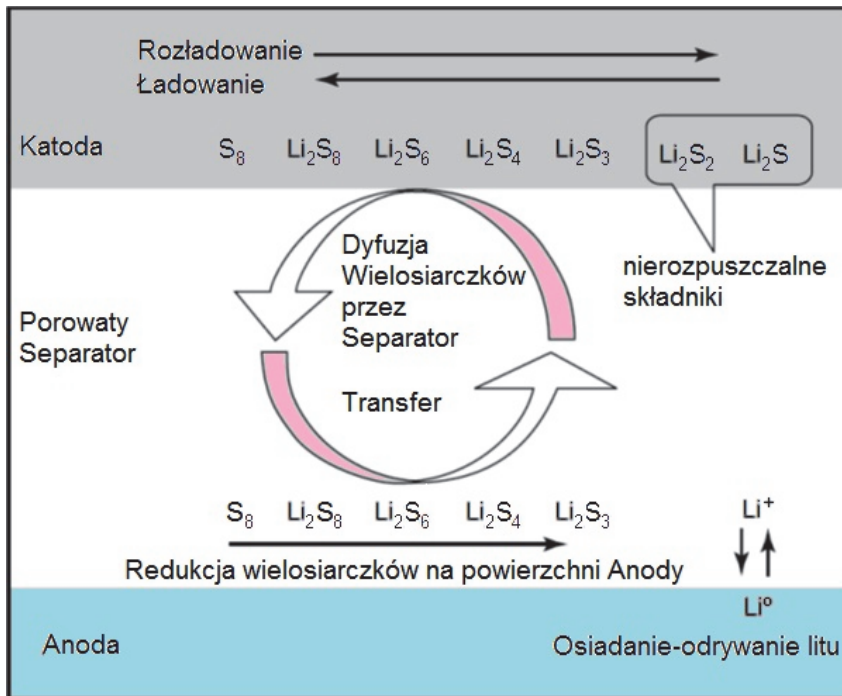 Rozładowanie
Ładowanie
Katoda
S₈ Li₂S₈ Li₂S₆ Li₂S₄ Li₂S₃ Li₂S₂ Li₂S
Dyfuzja
Wielosiarczków
przez
Separator
nierozpuszczalne
składniki
Porowaty
Separator
Transfer
S₈ Li₂S₈ Li₂S₆ Li₂S₄ Li₂S₃
Li⁺
Redukcja wielosiarczków na powierzchni Anody
Li⁰
Anoda
Osiadanie-odrywanie litu